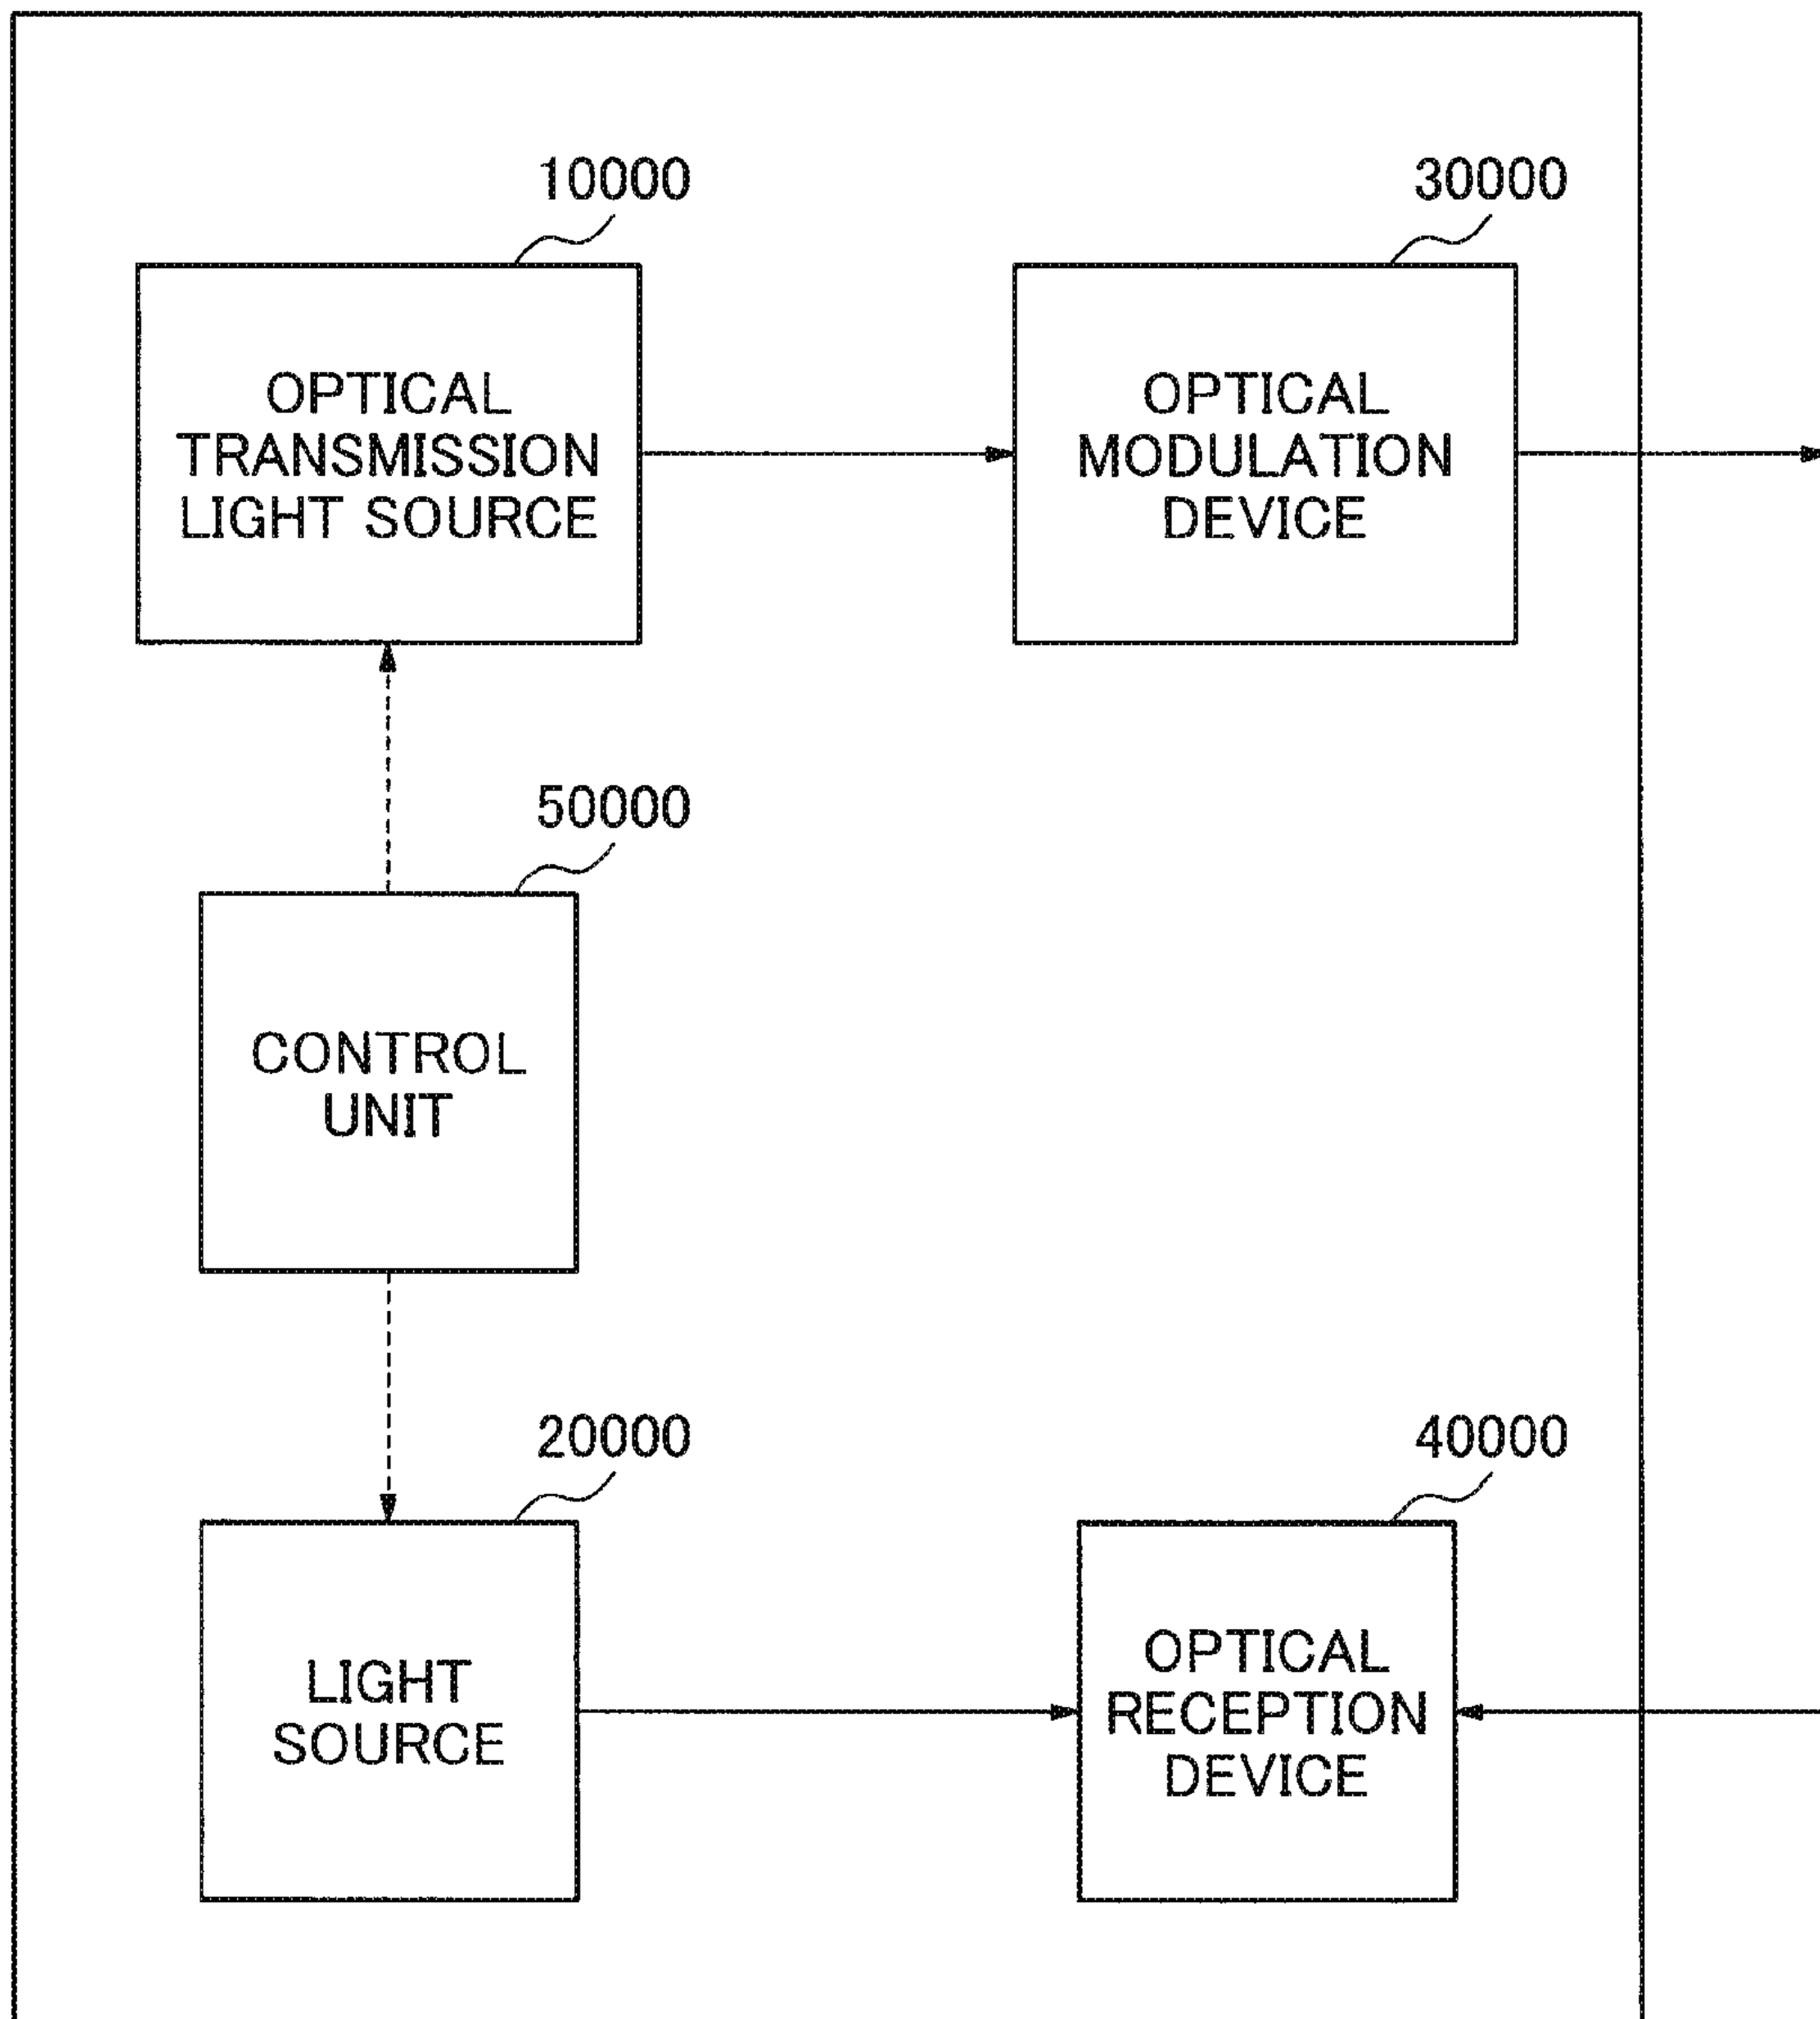 10000
OPTICAL
TRANSMISSION
LIGHT SOURCE
30000
OPTICAL
MODULATION
DEVICE
50000
CONTROL
UNIT
20000
LIGHT
SOURCE
40000
OPTICAL
RECEPTION
DEVICE